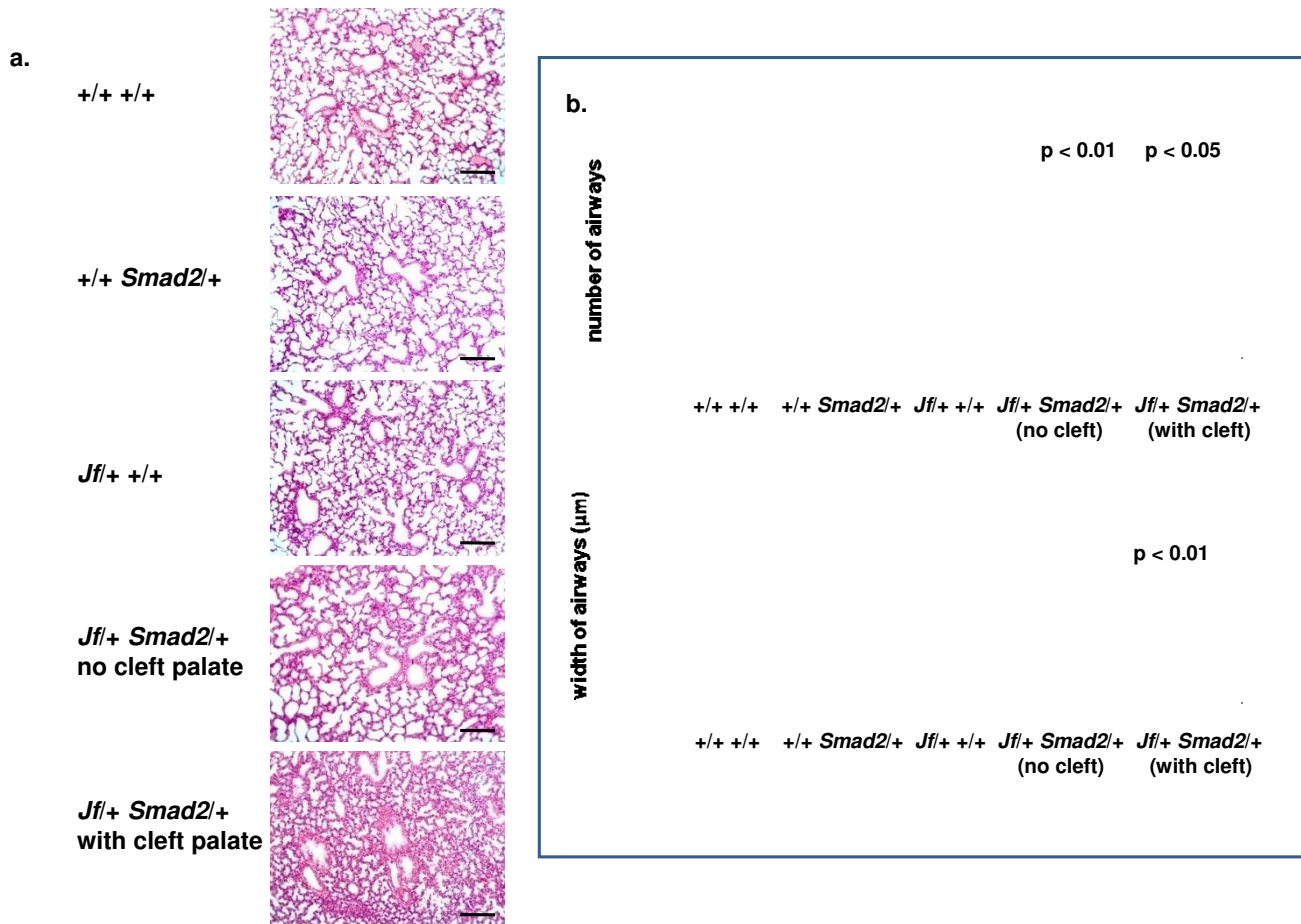 a.
+/+ +/+
+/+ Smad2/+
Jf/+ +/+
Jf/+ Smad2/+
no cleft palate
Jf/+ Smad2/+
with cleft palate
b.
number of airways
p < 0.01 p < 0.05
+/+ +/+ +/+ Smad2/+ Jf/+ +/+ Jf/+ Smad2/+ Jf/+ Smad2/+
(no cleft) (with cleft)
width of airways (µm)
p < 0.01
+/+ +/+ +/+ Smad2/+ Jf/+ +/+ Jf/+ Smad2/+ Jf/+ Smad2/+
(no cleft) (with cleft)